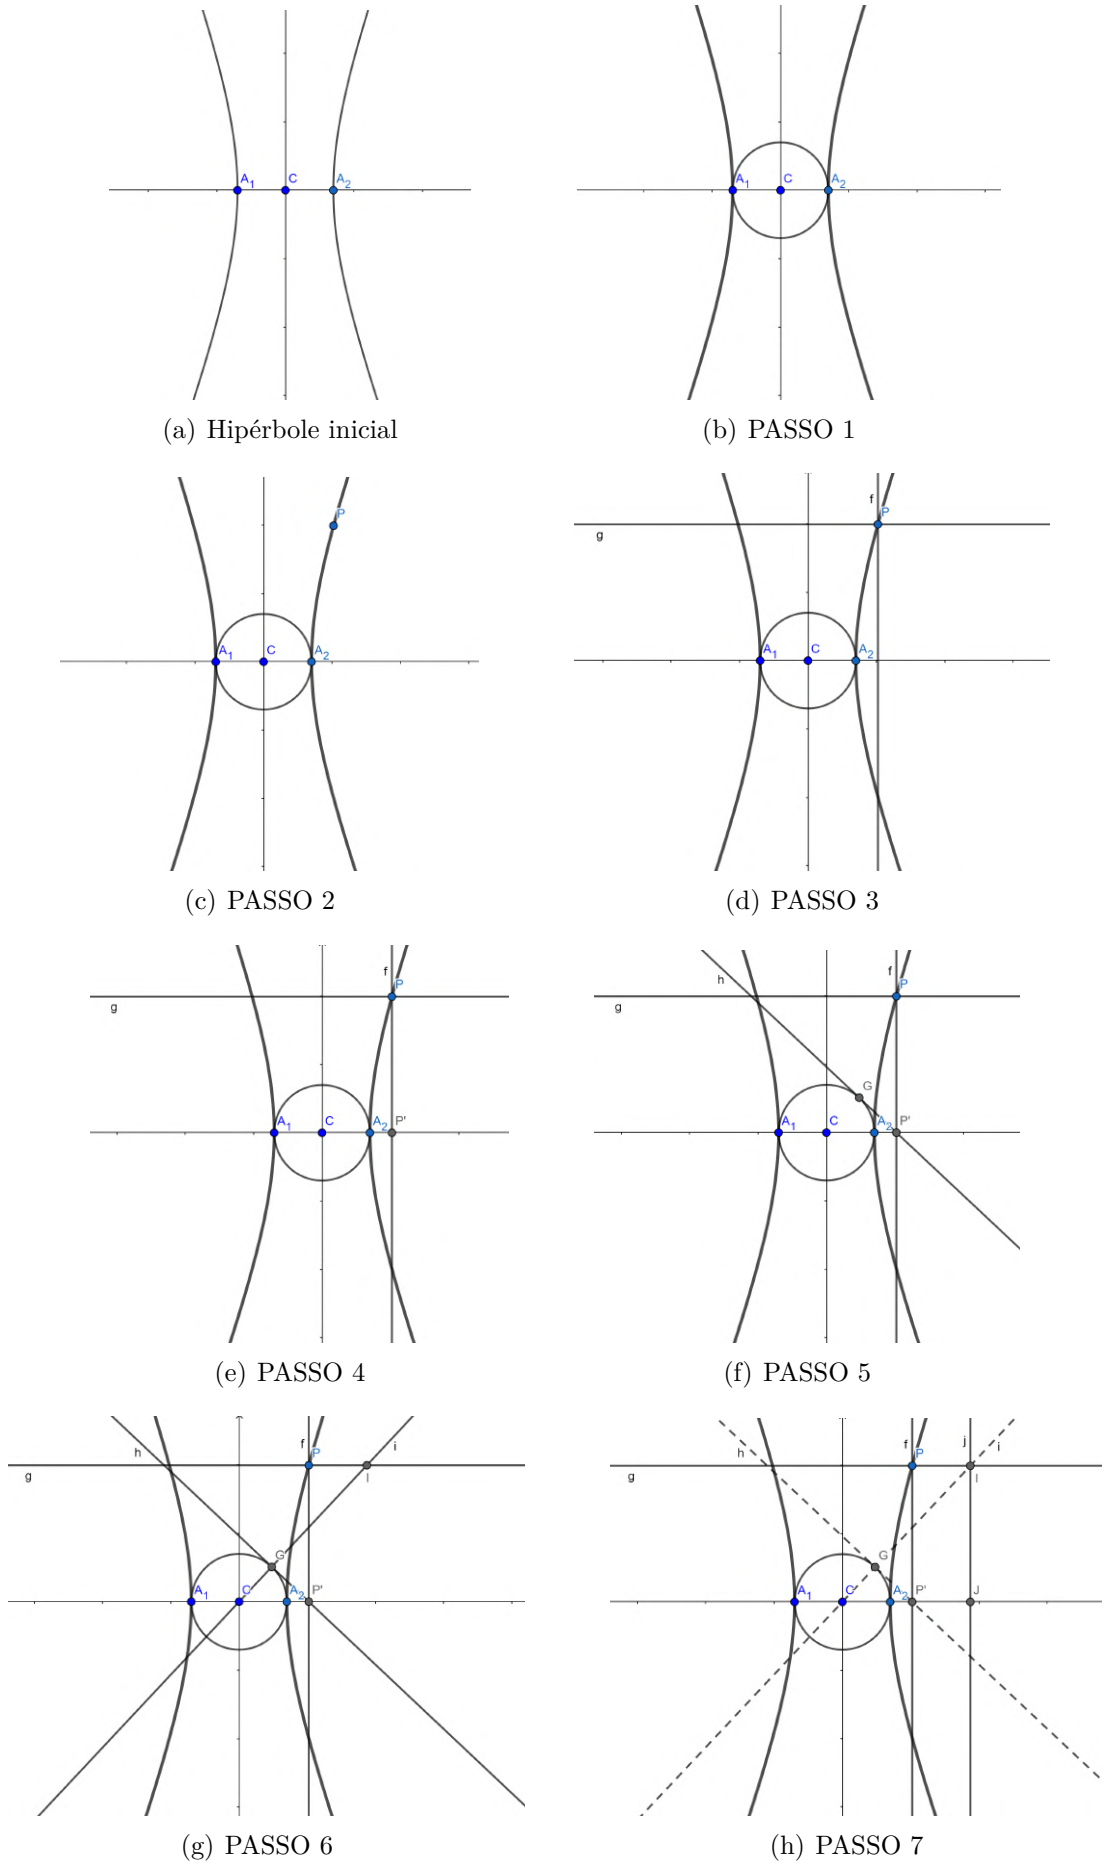 A₁ C A₂
A₁ C A₂
(a) Hipérbole inicial
(b) PASSO 1
P
A₁ C A₂
f P
g
A₁ C A₂
(c) PASSO 2
(d) PASSO 3
f P
g
A₁ C A₂ P'
h f P
g
G
A₁ C A₂ P'
(e) PASSO 4
(f) PASSO 5
h f P i
g I
G
A₁ C A₂ P'
h f P j i
g I
G
A₁ C A₂ P' J
(g) PASSO 6
(h) PASSO 7